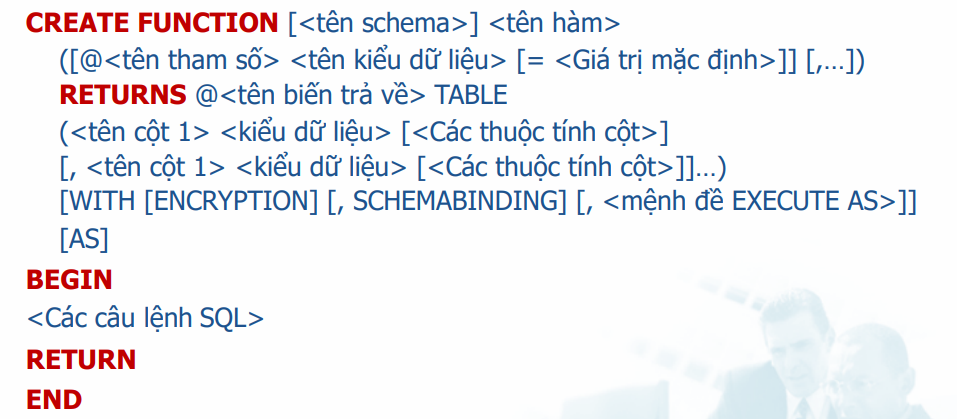 CREATE FUNCTION [<tên schema>] <tên hàm>
([@<tên tham số> <tên kiểu dữ liệu> [= <Giá trị mặc định>]] [,…])
RETURNS @<tên biến trả về> TABLE
(<tên cột 1> <kiểu dữ liệu> [<Các thuộc tính cột>]
[, <tên cột 1> <kiểu dữ liệu> [<Các thuộc tính cột>]]…)
[WITH [ENCRYPTION] [, SCHEMABINDING] [, <mệnh đề EXECUTE AS>]]
[AS]
BEGIN
<Các câu lệnh SQL>
RETURN
END